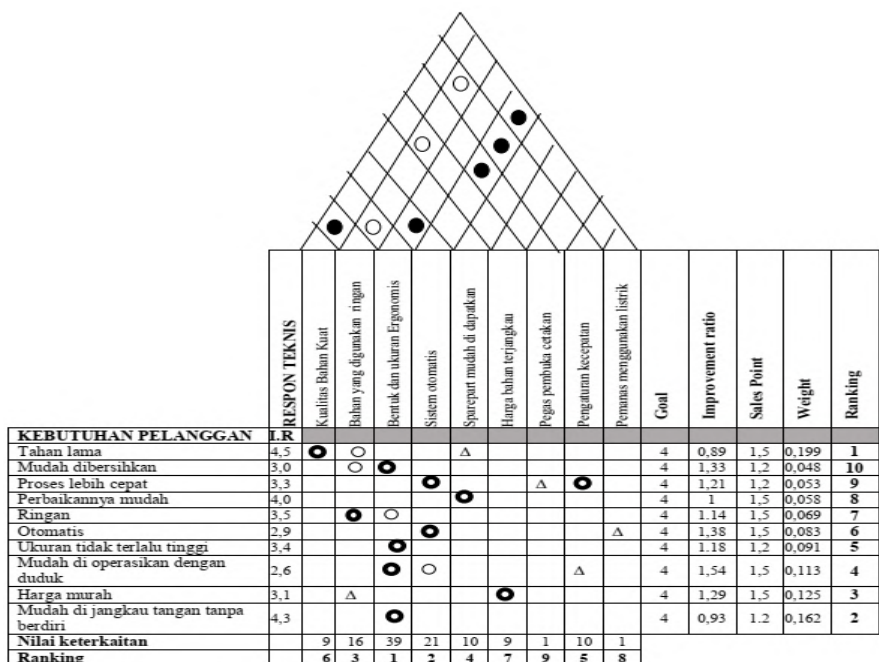 RESPON TEKNIS
Kualitas Bahan Kuat
Bahan yang digunakan ringan
Bentuk dan ukuran Ergonomis
Sistem otomatis
Sparepart mudah di dapatkan
Harga bahan terjangkau
Pegas pembuka cetakan
Pengaturan kecepatan
Pemanas menggunakan listrik
Goal
Improvement ratio
Sales Point
Weight
Ranking
KEBUTUHAN PELANGGAN I.R
Tahan lama 4,5 Δ 4 0,89 1,5 0,199 1
Mudah dibersihkan 3,0 4 1,33 1,2 0,048 10
Proses lebih cepat 3,3 Δ 4 1,21 1,2 0,053 9
Perbaikannya mudah 4,0 4 1 1,5 0,058 8
Ringan 3,5 4 1.14 1,5 0,069 7
Otomatis 2,9 Δ 4 1,38 1,5 0,083 6
Ukuran tidak terlalu tinggi 3,4 4 1.18 1,2 0,091 5
Mudah di operasikan dengan
duduk 2,6 Δ 4 1,54 1,5 0,113 4
Harga murah 3,1 Δ 4 1,29 1,5 0,125 3
Mudah di jangkau tangan tanpa
berdiri 4,3 4 0,93 1.2 0,162 2
Nilai keterkaitan 9 16 39 21 10 9 1 10 1
Ranking 6 3 1 2 4 7 9 5 8